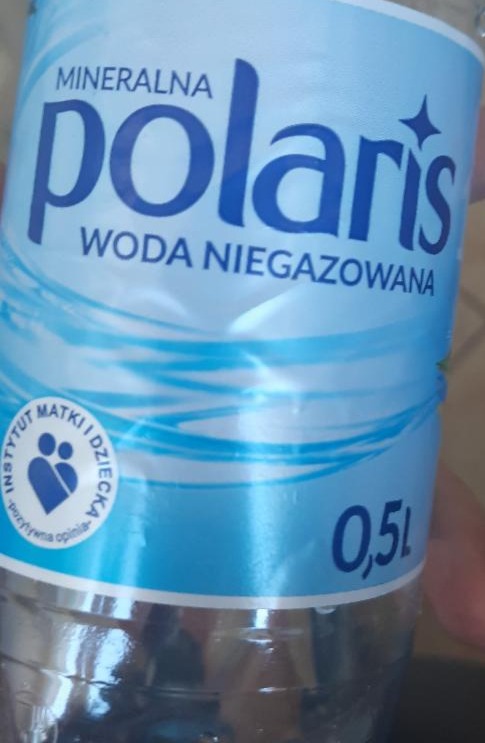 MINERALNA
polaris
WODA NIEGAZOWANA
INSTYTUT MATKI I DZIECKA
-pozytywna opinia-
0,5L